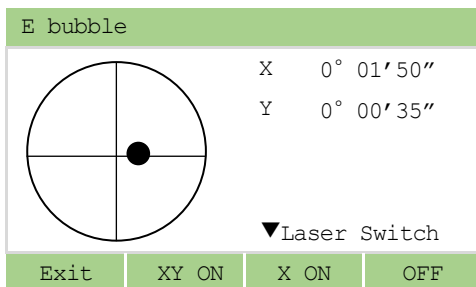 E bubble
X 0° 01′50″
Y 0° 00′35″
▼Laser Switch
Exit XY ON X ON OFF